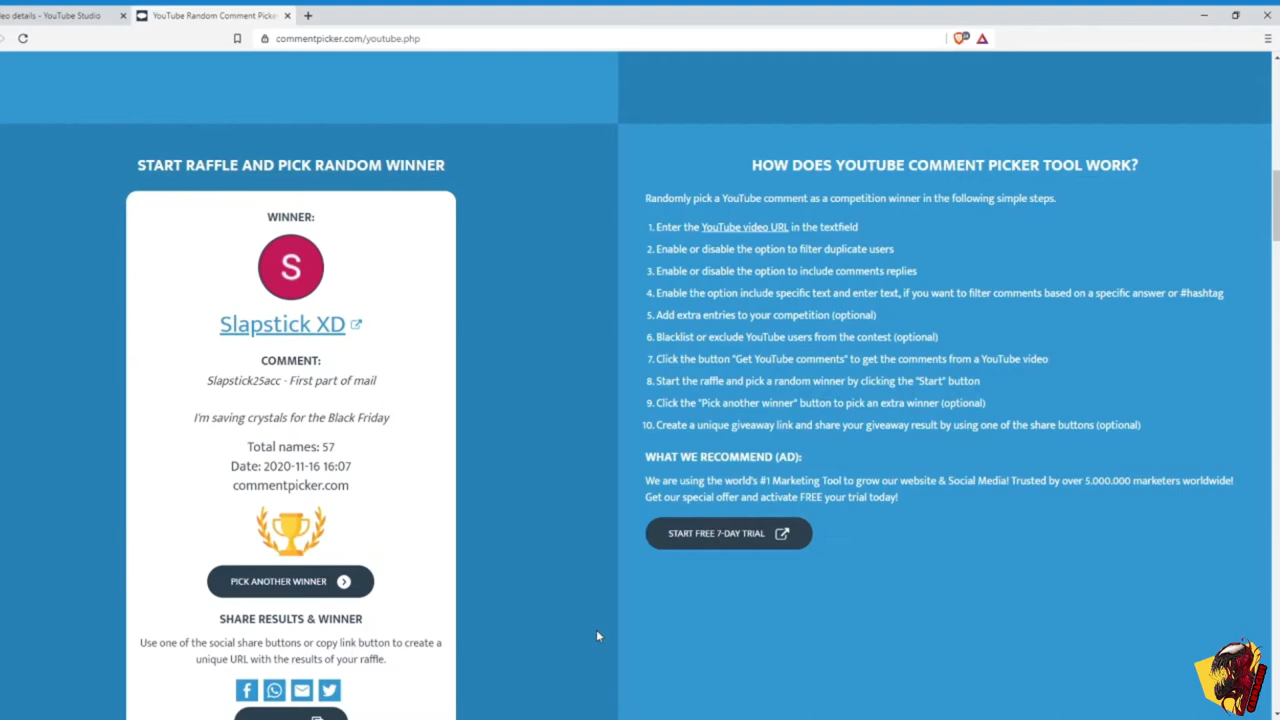 eo details - YouTube Studio
YouTube Random Comment Picke
commentpicker.com/youtube.php
START RAFFLE AND PICK RANDOM WINNER
WINNER:
S
Slapstick XD
COMMENT:
Slapstick25acc - First part of mail
I'm saving crystals for the Black Friday
Total names: 57
Date: 2020-11-16 16:07
commentpicker.com
PICK ANOTHER WINNER
SHARE RESULTS & WINNER
Use one of the social share buttons or copy link button to create a
unique URL with the results of your raffle.
HOW DOES YOUTUBE COMMENT PICKER TOOL WORK?
Randomly pick a YouTube comment as a competition winner in the following simple steps.
1. Enter the YouTube video URL in the textfield
2. Enable or disable the option to filter duplicate users
3. Enable or disable the option to include comments replies
4. Enable the option include specific text and enter text, if you want to filter comments based on a specific answer or #hashtag
5. Add extra entries to your competition (optional)
6. Blacklist or exclude YouTube users from the contest (optional)
7. Click the button "Get YouTube comments" to get the comments from a YouTube video
8. Start the raffle and pick a random winner by clicking the "Start" button
9. Click the "Pick another winner" button to pick an extra winner (optional)
10. Create a unique giveaway link and share your giveaway result by using one of the share buttons (optional)
WHAT WE RECOMMEND (AD):
We are using the world's #1 Marketing Tool to grow our website & Social Media! Trusted by over 5.000.000 marketers worldwide!
Get our special offer and activate FREE your trial today!
START FREE 7-DAY TRIAL